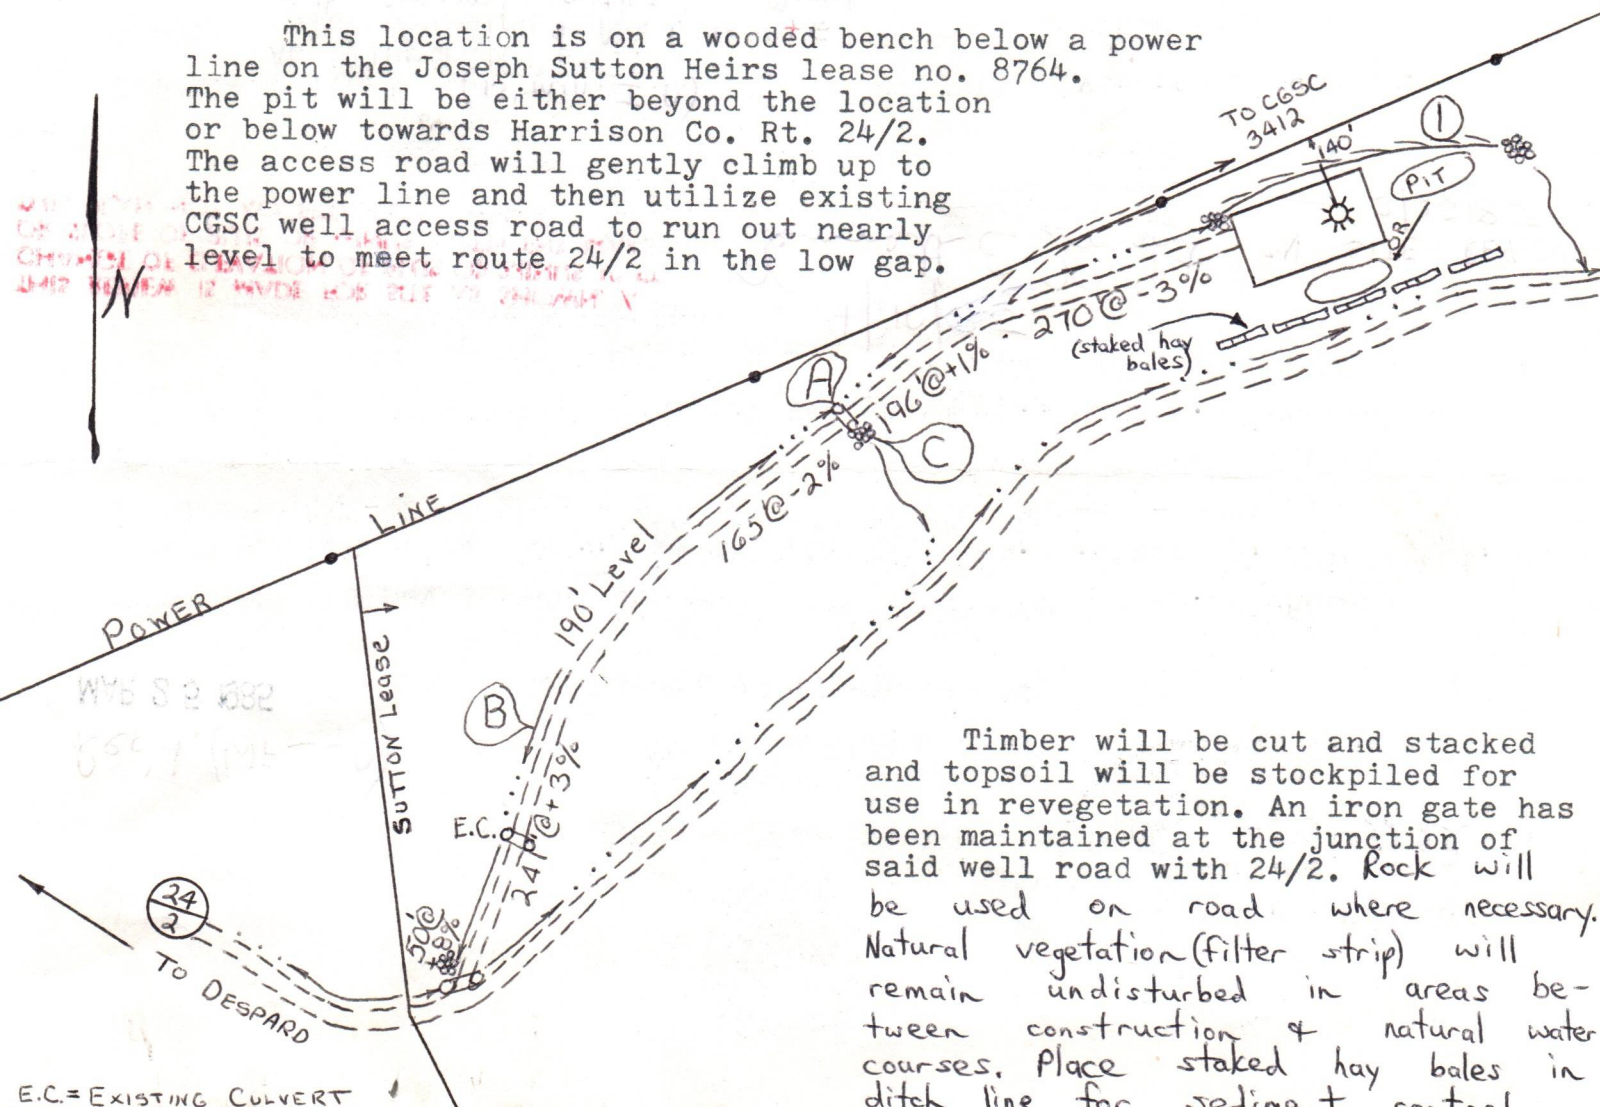 This location is on a wooded bench below a power
line on the Joseph Sutton Heirs lease no. 8764.
The pit will be either beyond the location
or below towards Harrison Co. Rt. 24/2.
The access road will gently climb up to
the power line and then utilize existing
CGSC well access road to run out nearly
level to meet route 24/2 in the low gap.
N
TO CGSC
3412
140'
1
PIT
OR
270'@-3%
(staked hay
bales)
196'@+1%
A
C
165@-2%
190' Level
POWER LINE
SUTTON Lease
B
E.C.
241'@+3%
50'@
+8%
24
2
TO DESPARD
Timber will be cut and stacked
and topsoil will be stockpiled for
use in revegetation. An iron gate has
been maintained at the junction of
said well road with 24/2. Rock will
be used on road where necessary.
Natural vegetation (filter strip) will
remain undisturbed in areas be-
tween construction & natural water
courses. Place staked hay bales in
ditch line for
E.C. = EXISTING CULVERT
MAR 25 1985